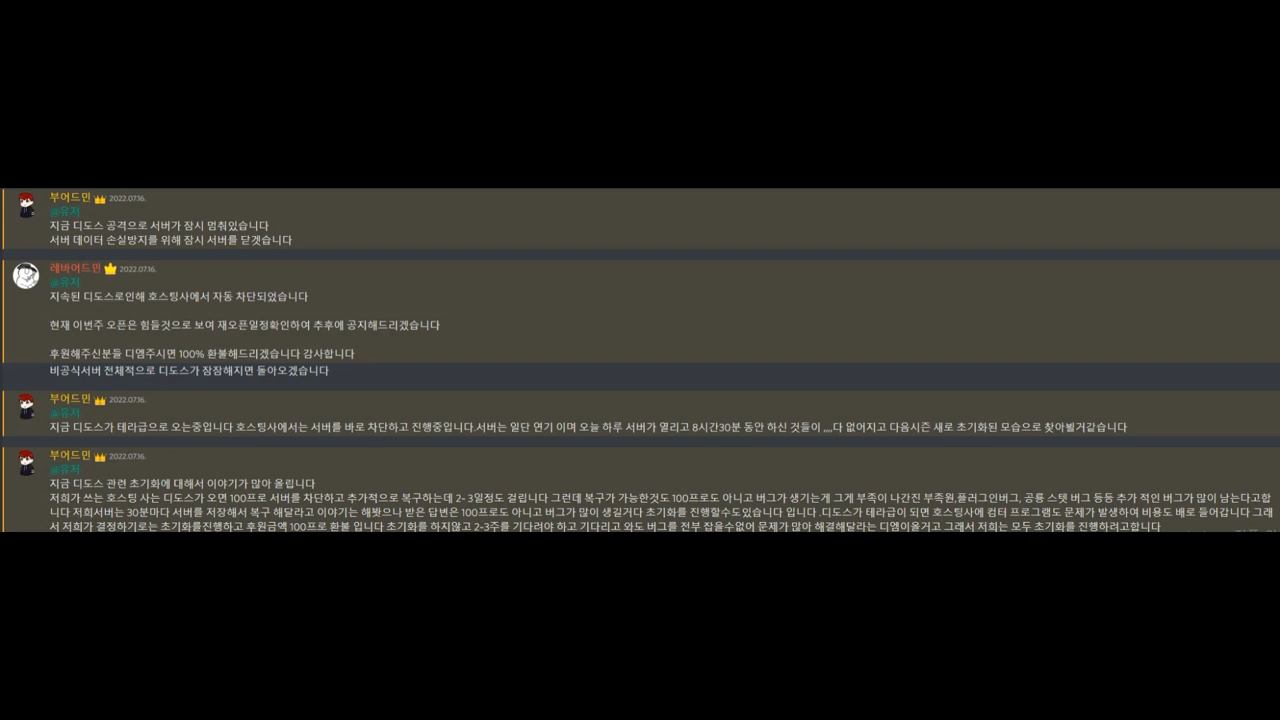 부어드민 2022.07.16.
@유저
지금 디도스 공격으로 서버가 잠시 멈춰있습니다
서버 데이터 손실방지를 위해 잠시 서버를 닫겟습니다
레바어드민 2022.07.16.
@유저
지속된 디도스로인해 호스팅사에서 자동 차단되었습니다
현재 이번주 오픈은 힘들것으로 보여 재오픈일정확인하여 추후에 공지해드리겠습니다
후원해주신분들 디엠주시면 100% 환불해드리겠습니다 감사합니다
비공식서버 전체적으로 디도스가 잠잠해지면 돌아오겠습니다
부어드민 2022.07.16.
@유저
지금 디도스가 테라급으로 오는중입니다 호스팅사에서는 서버를 바로 차단하고 진행중입니다.서버는 일단 연기 이며 오늘 하루 서버가 열리고 8시간30분 동안 하신 것들이 ,,,,다 없어지고 다음시즌 새로 초기화된 모습으로 찾아뵐거같습니다
부어드민 2022.07.16.
@유저
지금 디도스 관련 초기화에 대해서 이야기가 많아 올립니다
저희가 쓰는 호스팅 사는 디도스가 오면 100프로 서버를 차단하고 추가적으로 복구하는데 2- 3일정도 걸립니다 그런데 복구가 가능한것도 100프로도 아니고 버그가 생기는게 그게 부족이 나간진 부족원,플러그인버그, 공룡 스텟 버그 등등 추가 적인 버그가 많이 남는다고합
니다 저희서버는 30분마다 서버를 저장해서 복구 해달라고 이야기는 해봣으나 받은 답변은 100프로도 아니고 버그가 많이 생길거다 초기화를 진행할수도있습니다 입니다 .디도스가 테라급이 되면 호스팅사에 컴터 프로그램도 문제가 발생하여 비용도 배로 들어갑니다 그래
서 저희가 결정하기로는 초기화를진행하고 후원금액 100프로 환불 입니다 초기화를 하지않고 2-3주를 기다려야 하고 기다리고 와도 버그를 전부 잡을수없어 문제가 많아 해결해달라는 디엠이올거고 그래서 저희는 모두 초기화를 진행하려고합니다